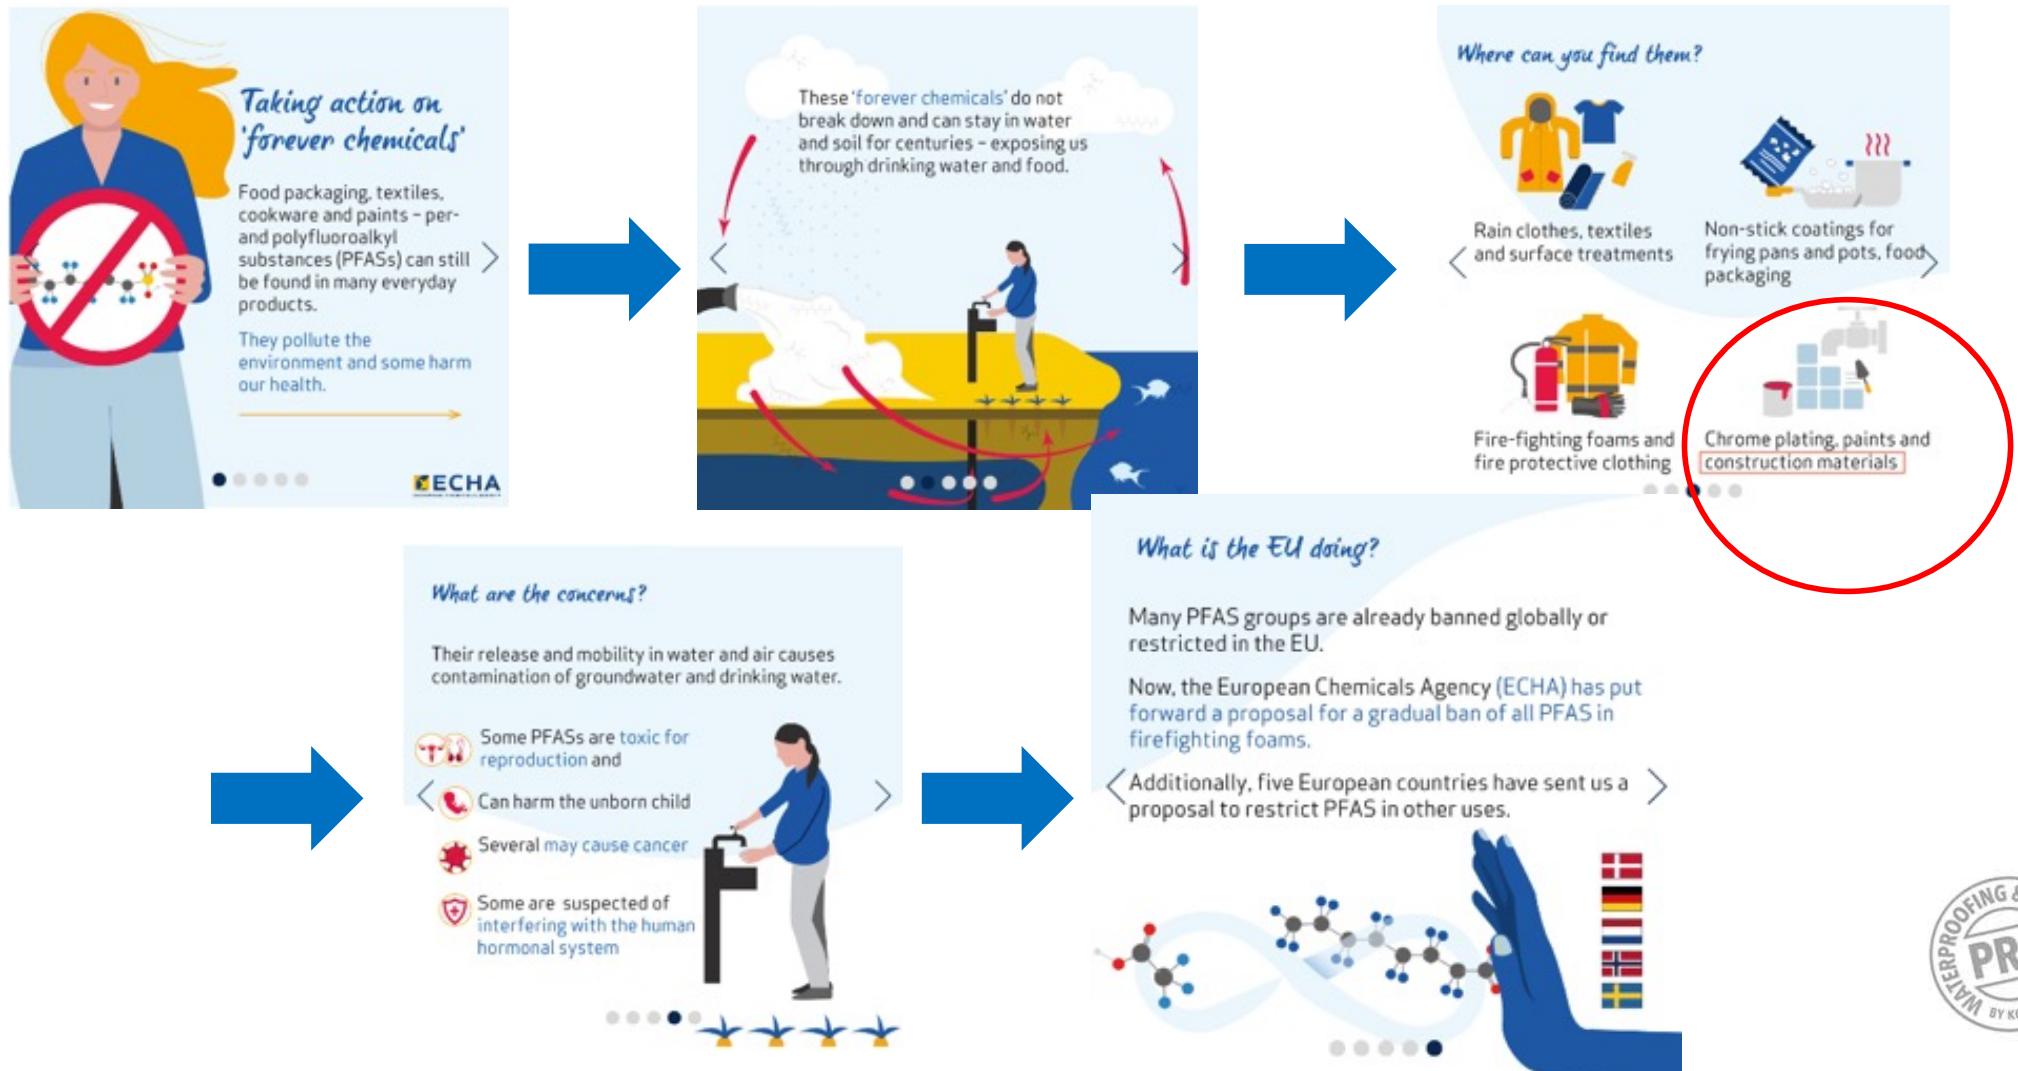 Taking action on
'forever chemicals'
Food packaging, textiles,
cookware and paints – per-
and polyfluoroalkyl
substances (PFASs) can still
be found in many everyday
products.
They pollute the
environment and some harm
our health.
ECHA
These 'forever chemicals' do not
break down and can stay in water
and soil for centuries – exposing us
through drinking water and food.
Where can you find them?
Rain clothes, textiles
and surface treatments
Non-stick coatings for
frying pans and pots, food
packaging
Fire-fighting foams and
fire protective clothing
Chrome plating, paints and
construction materials
What are the concerns?
Their release and mobility in water and air causes
contamination of groundwater and drinking water.
Some PFASs are toxic for
reproduction and
Can harm the unborn child
Several may cause cancer
Some are suspected of
interfering with the human
hormonal system
What is the EU doing?
Many PFAS groups are already banned globally or
restricted in the EU.
Now, the European Chemicals Agency (ECHA) has put
forward a proposal for a gradual ban of all PFAS in
firefighting foams.
Additionally, five European countries have sent us a
proposal to restrict PFAS in other uses.
WATERPROOFING &
PR
BY